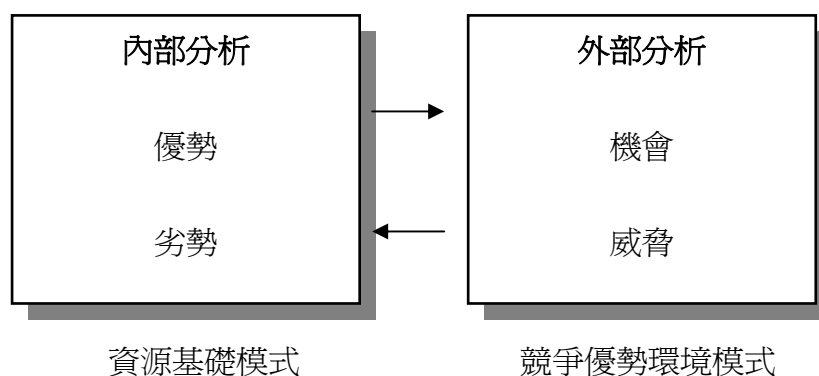 內部分析
優勢
劣勢
資源基礎模式
外部分析
機會
威脅
競爭優勢環境模式